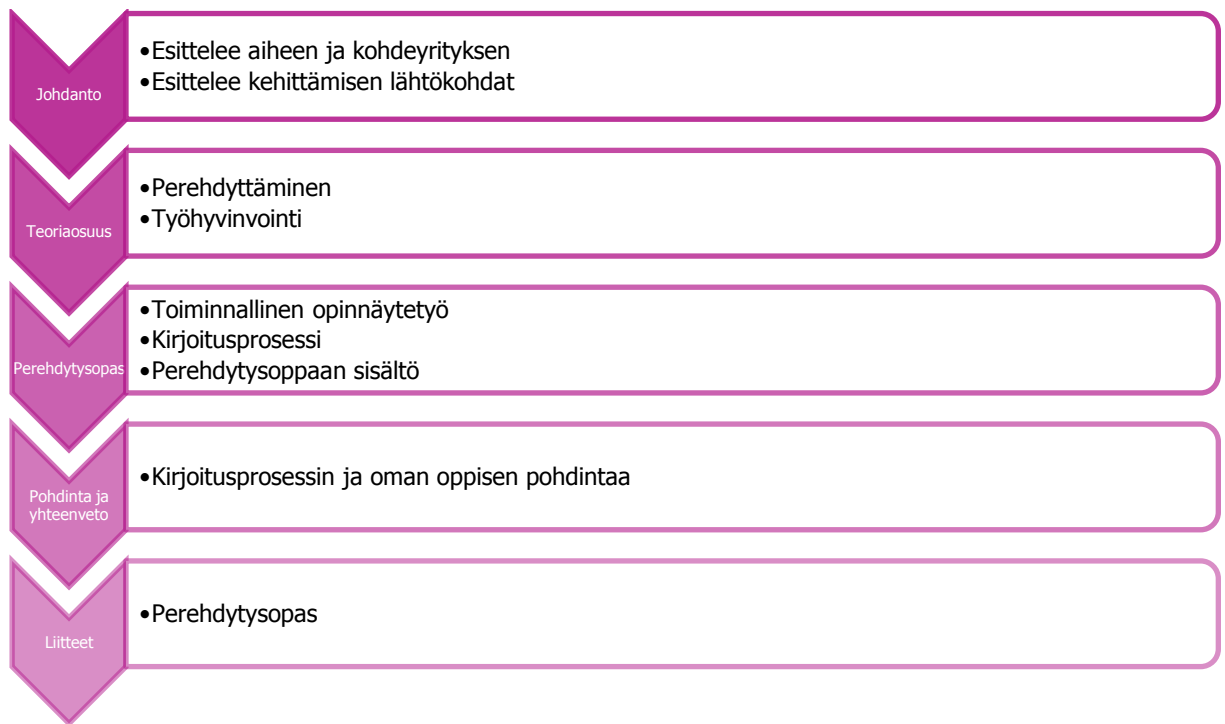 Johdanto
•Esittelee aiheen ja kohdeyrityksen
•Esittelee kehittämisen lähtökohdat
Teoriaosuus
•Perehdyttäminen
•Työhyvinvointi
Perehdytysopas
•Toiminnallinen opinnäytetyö
•Kirjoitusprosessi
•Perehdytysoppaan sisältö
Pohdinta ja
yhteenveto
•Kirjoitusprosessin ja oman oppisen pohdintaa
Liitteet
•Perehdytysopas